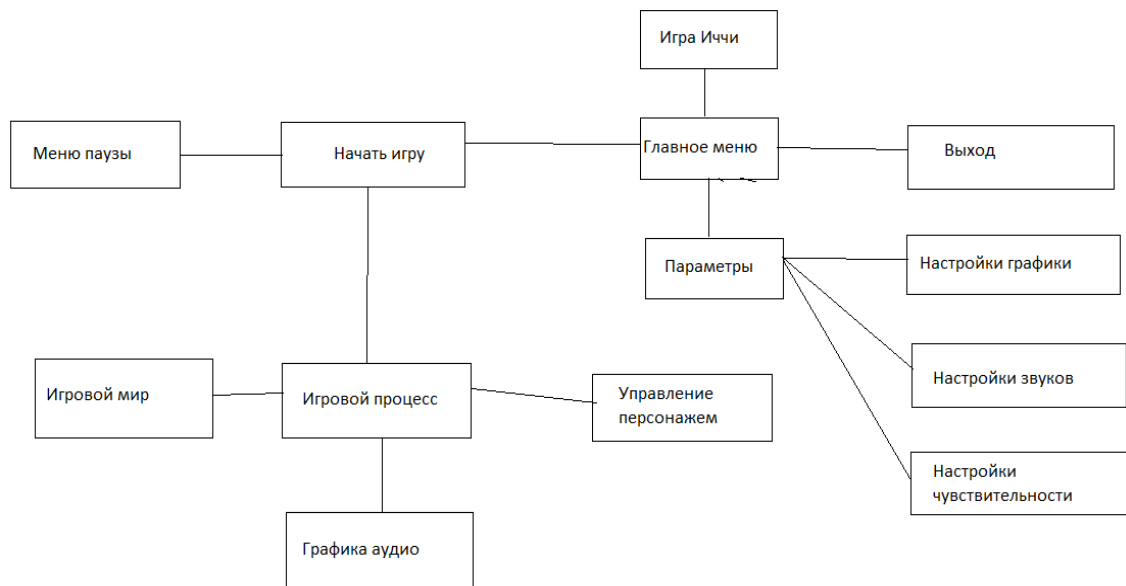 Игра Иччи
Меню паузы
Начать игру
Главное меню
Выход
Параметры
Настройки графики
Настройки звуков
Игровой мир
Игровой процесс
Управление
персонажем
Настройки
чувствительности
Графика аудио